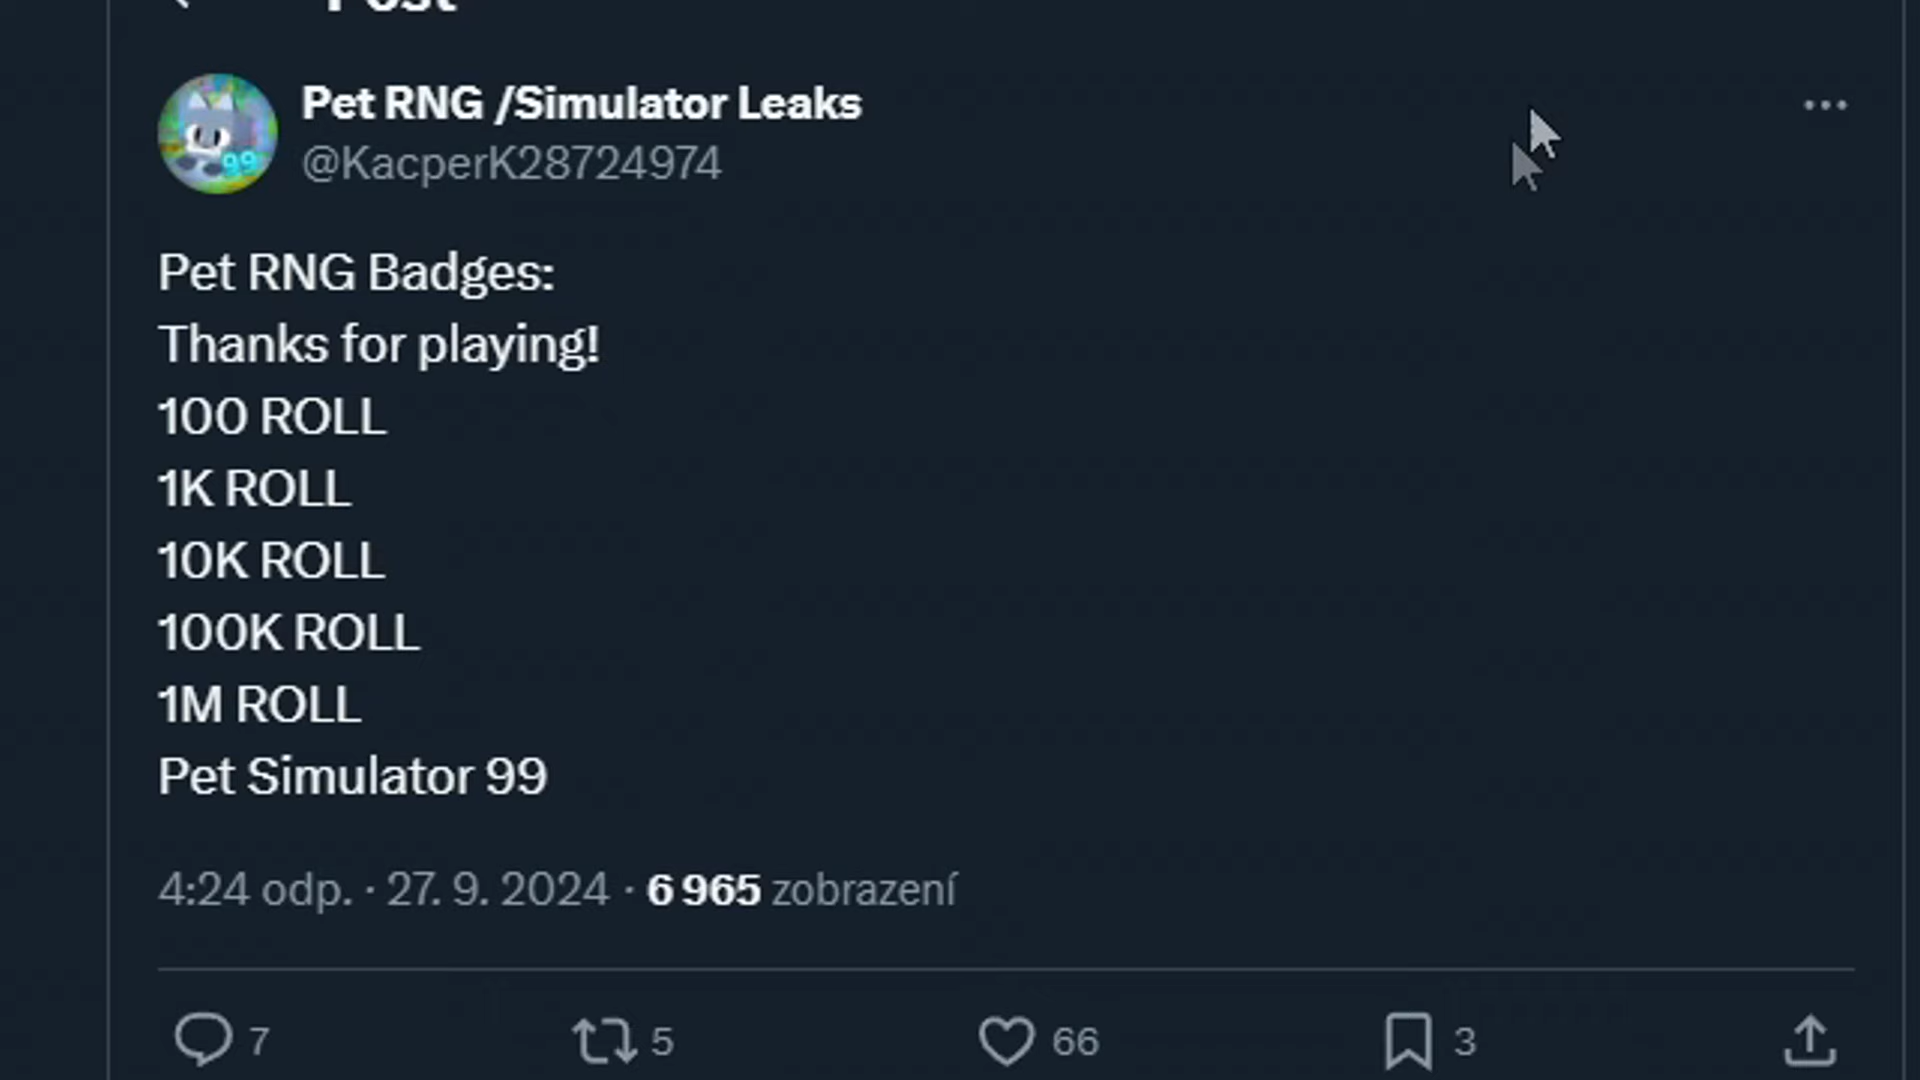 Post
Pet RNG /Simulator Leaks
@KacperK28724974
Pet RNG Badges:
Thanks for playing!
100 ROLL
1K ROLL
10K ROLL
100K ROLL
1M ROLL
Pet Simulator 99
4:24 odp. · 27. 9. 2024 · 6 965 zobrazení
7 5 66 3